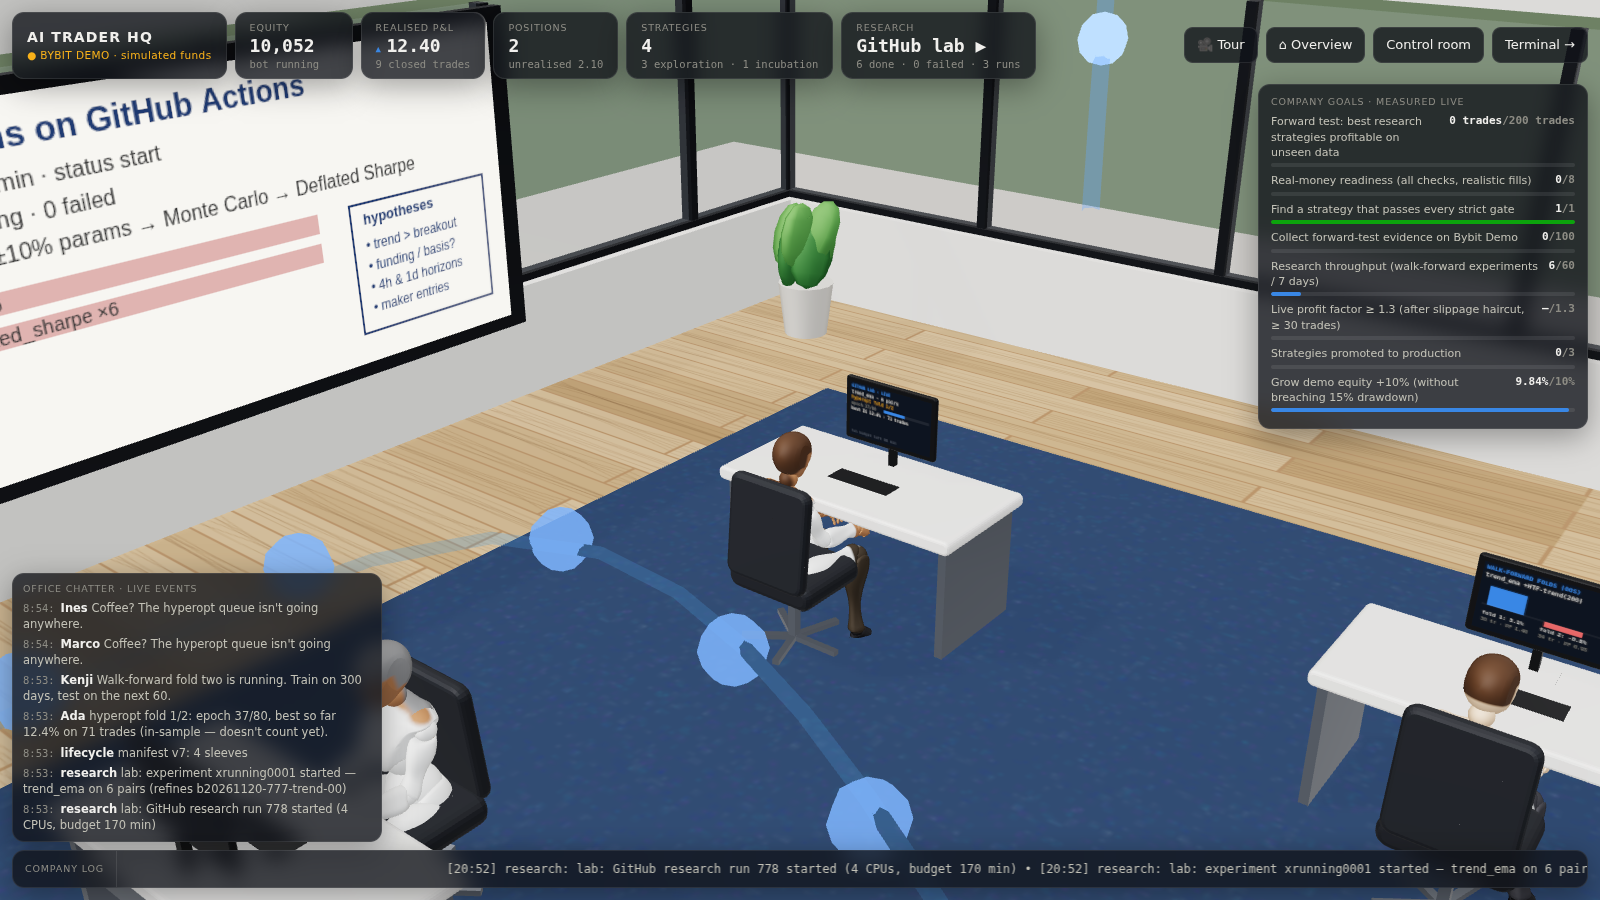 AI TRADER HQ
BYBIT DEMO · simulated funds
EQUITY
10,052
bot running
REALISED P&L
▲ 12.40
9 closed trades
POSITIONS
2
unrealised 2.10
STRATEGIES
4
3 exploration · 1 incubation
RESEARCH
GitHub lab ▶
6 done · 0 failed · 3 runs
🎥 Tour
⌂ Overview
Control room
Terminal →
COMPANY GOALS · MEASURED LIVE
Forward test: best research strategies profitable on unseen data
0 trades/200 trades
Real-money readiness (all checks, realistic fills)
0/8
Find a strategy that passes every strict gate
1/1
Collect forward-test evidence on Bybit Demo
0/100
Research throughput (walk-forward experiments / 7 days)
6/60
Live profit factor ≥ 1.3 (after slippage haircut, ≥ 30 trades)
—/1.3
Strategies promoted to production
0/3
Grow demo equity +10% (without breaching 15% drawdown)
9.84%/10%
on GitHub Actions
min · status start
· 0 failed
±10% params → Monte Carlo → Deflated Sharpe
_sharpe ×6
hypotheses
• trend > breakout
• funding / basis?
• 4h & 1d horizons
• maker entries
WALK-FORWARD FOLDS (OOS)
trend_ema +HTF-trend(200)
OFFICE CHATTER · LIVE EVENTS
8:54: Ines Coffee? The hyperopt queue isn't going
anywhere.
8:54: Marco Coffee? The hyperopt queue isn't going
anywhere.
8:53: Kenji Walk-forward fold two is running. Train on 300
days, test on the next 60.
8:53: Ada hyperopt fold 1/2: epoch 37/80, best so far
12.4% on 71 trades (in-sample — doesn't count yet).
8:53: lifecycle manifest v7: 4 sleeves
8:53: research lab: experiment xrunning0001 started —
trend_ema on 6 pairs (refines b20261120-777-trend-00)
8:53: research lab: GitHub research run 778 started (4
CPUs, budget 170 min)
COMPANY LOG
[20:52] research: lab: GitHub research run 778 started (4 CPUs, budget 170 min) • [20:52] research: lab: experiment xrunning0001 started — trend_ema on 6 pair